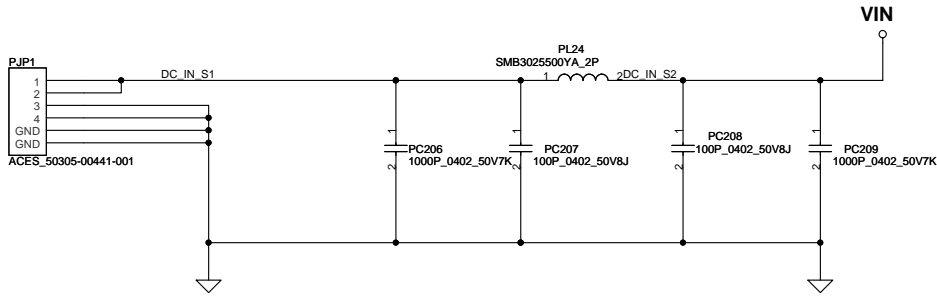 VIN
PL24
SMB3025500YA_2P
PJP1
DC_IN_S1
1
2
DC_IN_S2
1
2
3
4
GND
GND
ACES_50305-00441-001
1
1
1
1
PC206
1000P_0402_50V7K
PC207
100P_0402_50V8J
PC208
100P_0402_50V8J
PC209
1000P_0402_50V7K
2
2
2
2